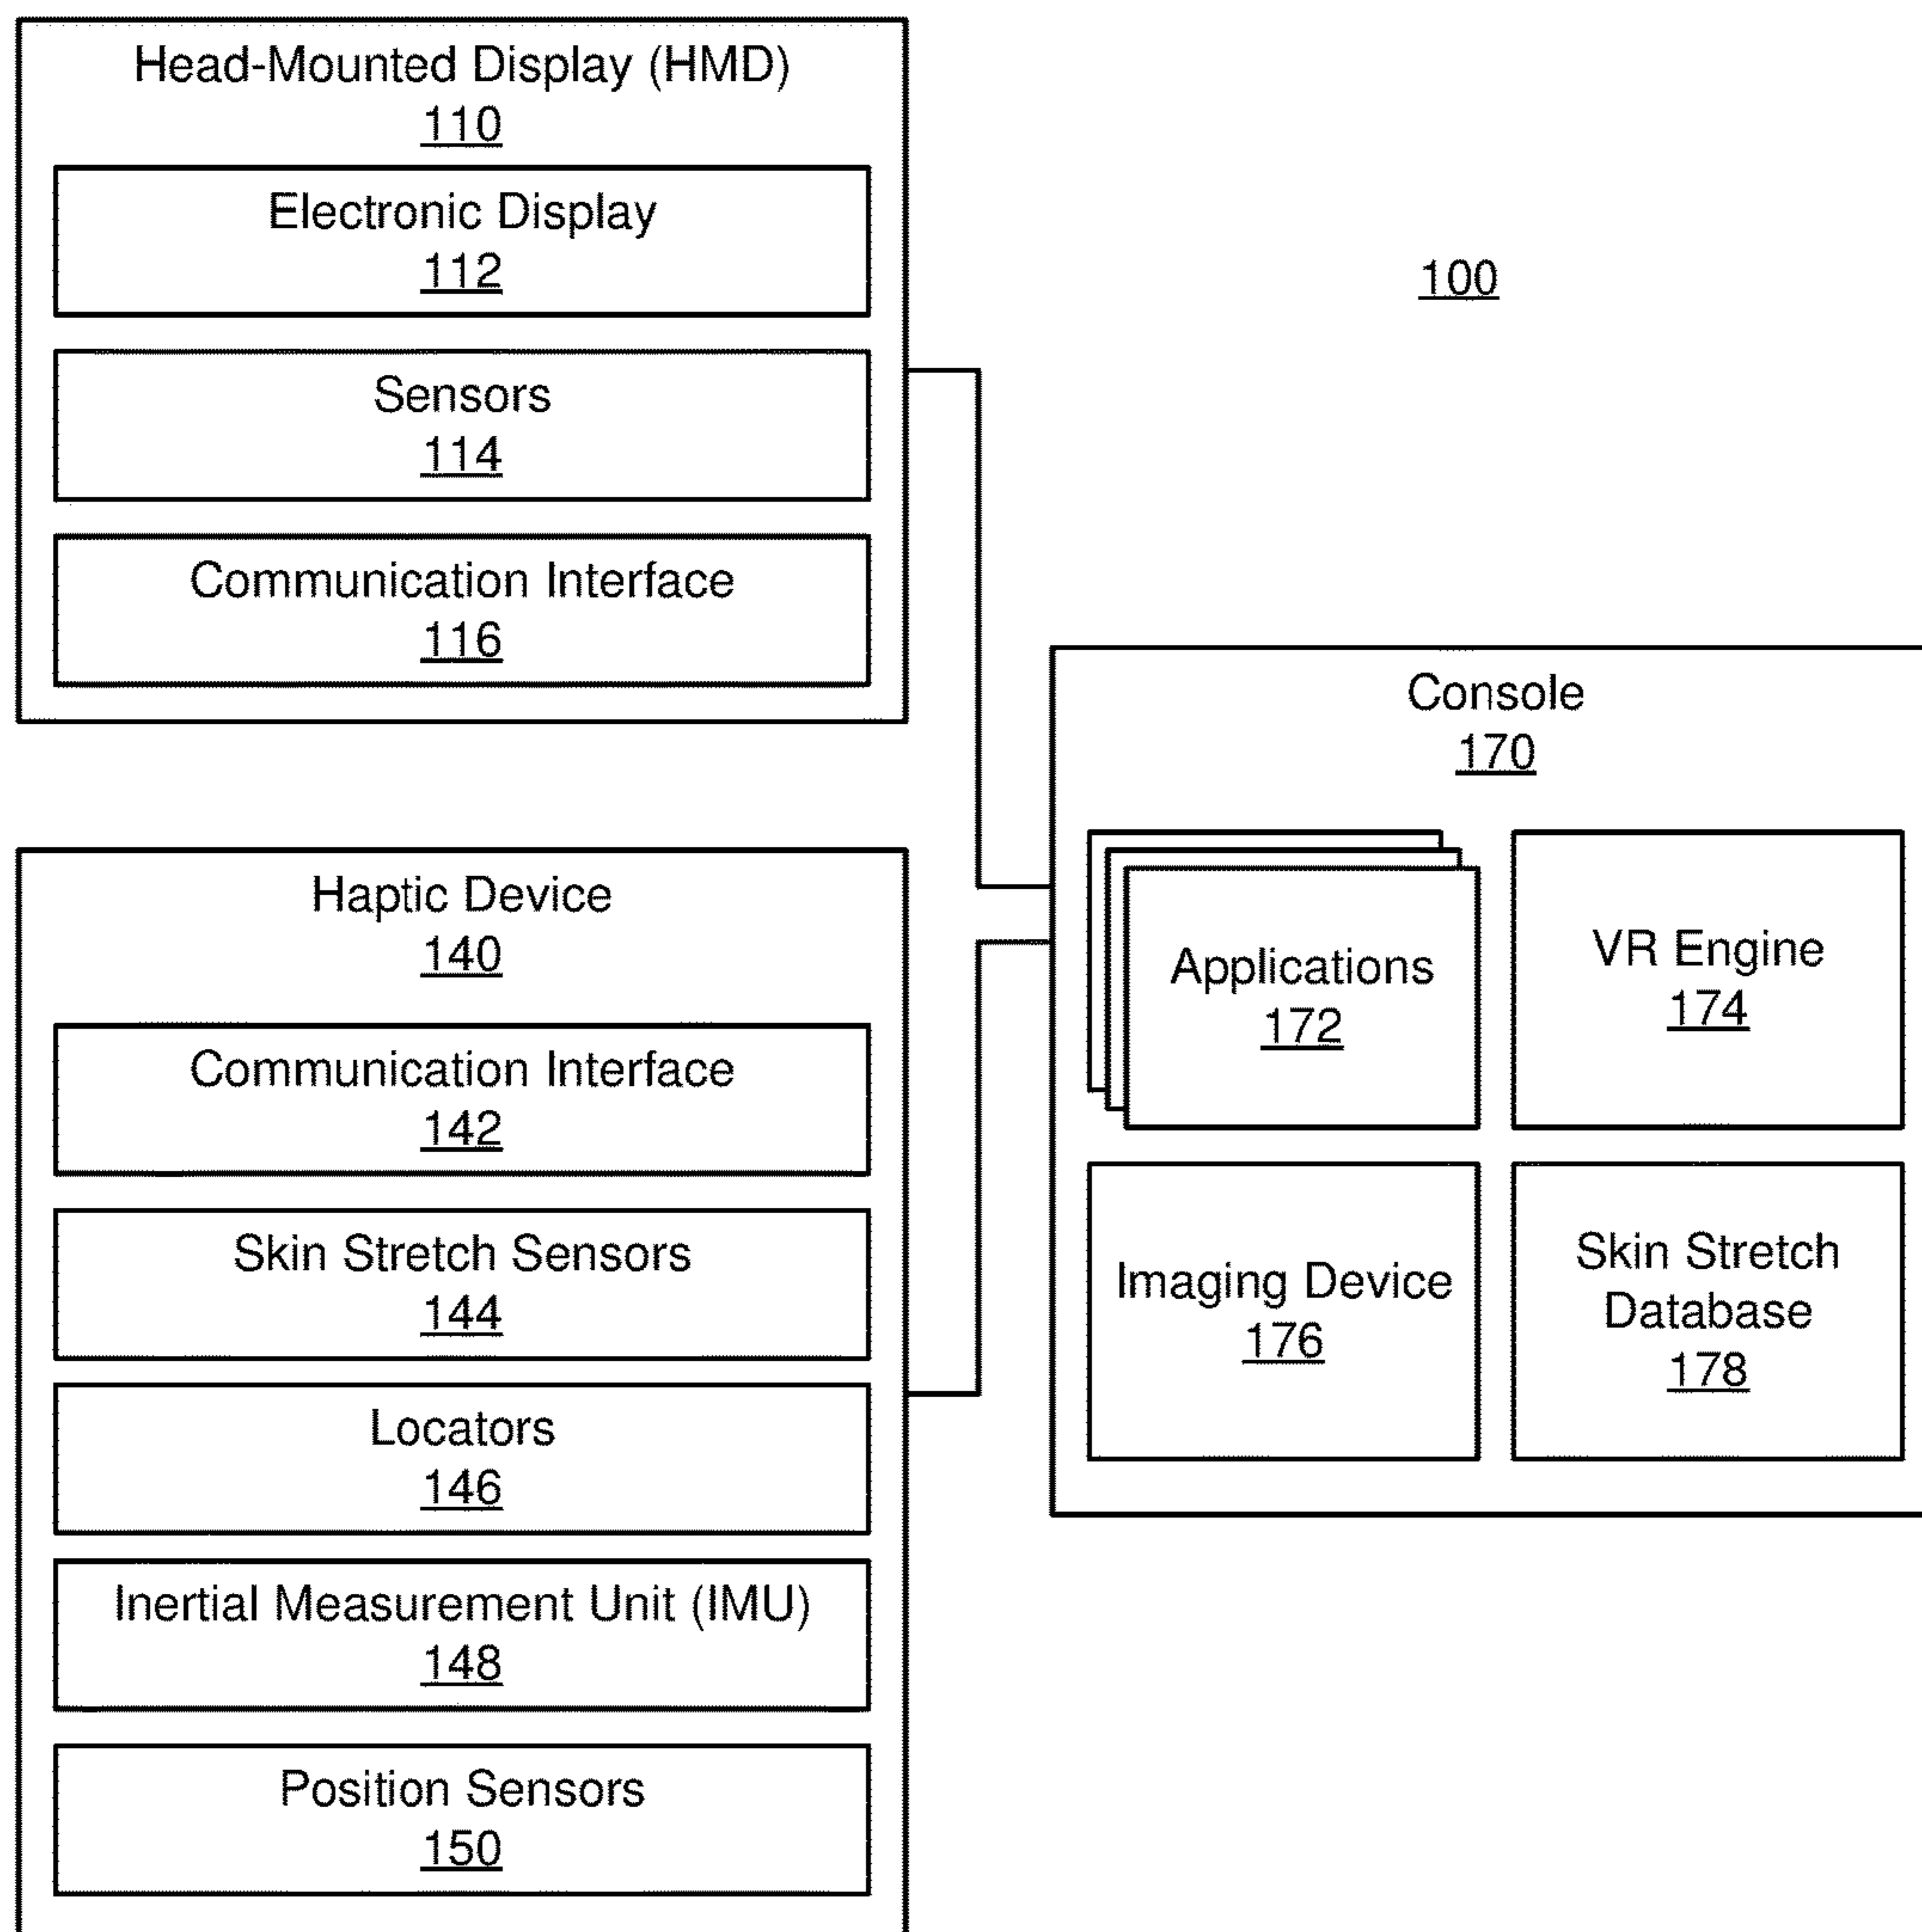 Head-Mounted Display (HMD)
110
Electronic Display
112
Sensors
114
Communication Interface
116
100
Haptic Device
140
Communication Interface
142
Skin Stretch Sensors
144
Locators
146
Inertial Measurement Unit (IMU)
148
Position Sensors
150
Console
170
Applications
172
VR Engine
174
Imaging Device
176
Skin Stretch
Database
178